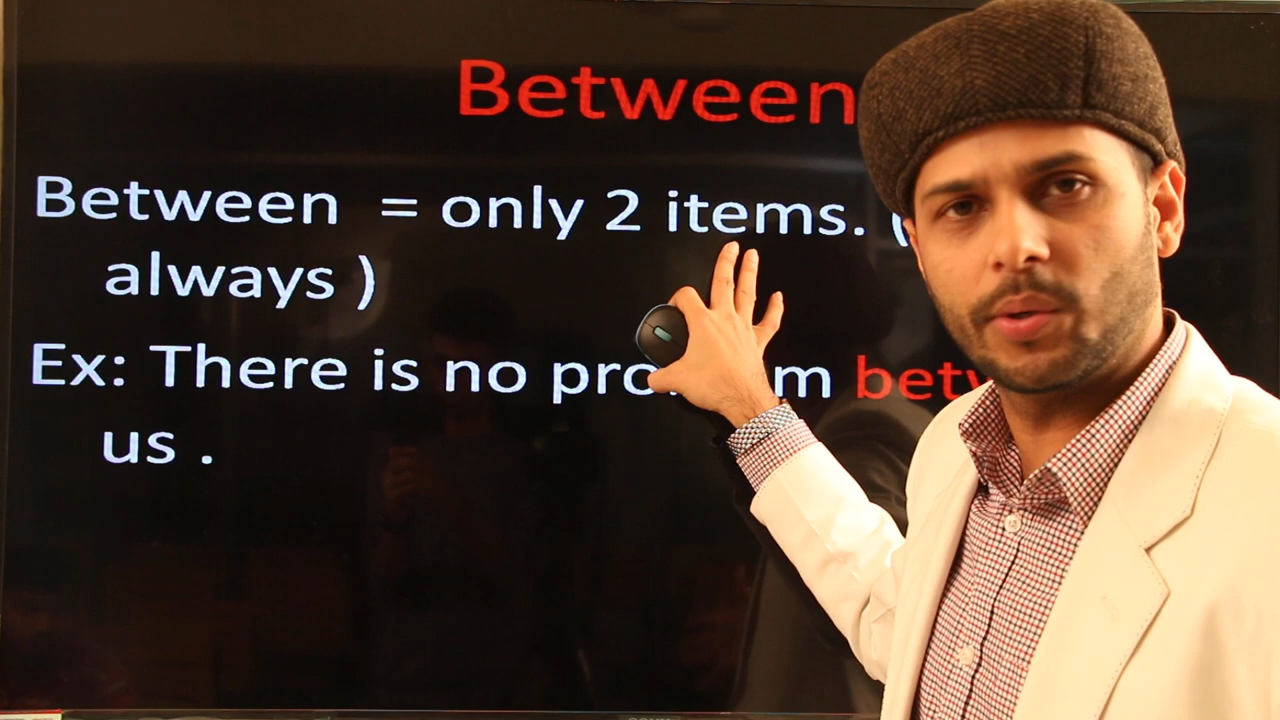 Between
Between = only 2 items. (
always )
Ex: There is no pro m betw
us .